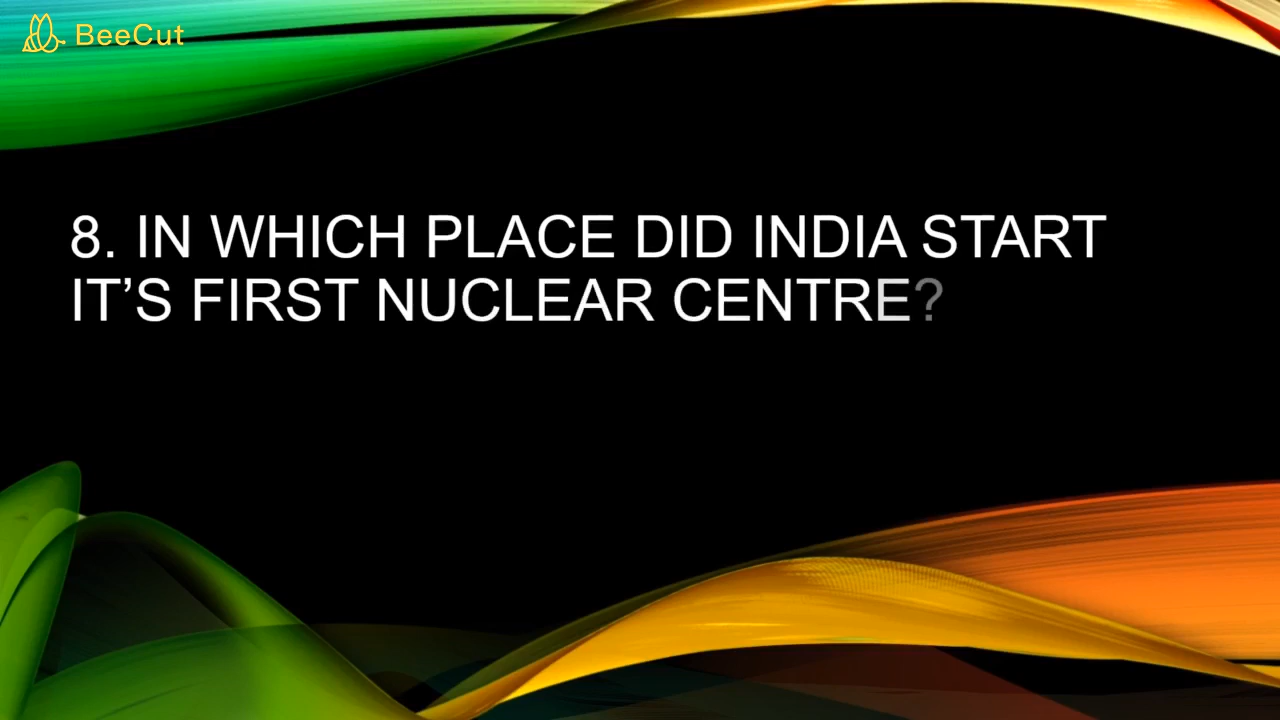 BeeCut
8. IN WHICH PLACE DID INDIA START
IT’S FIRST NUCLEAR CENTRE?